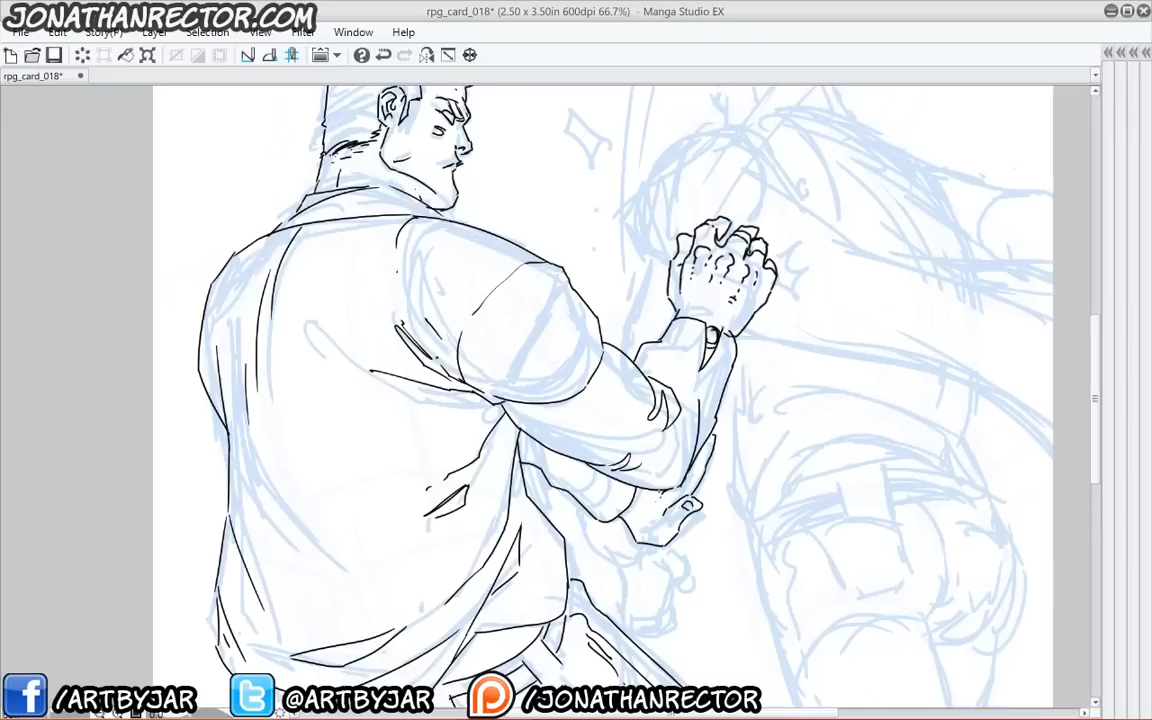 JONATHANRECTOR.COM
rpg_card_018* (2.50 x 3.50in 600dpi 66.7%) - Manga Studio EX
File Edit Story(P) Layer Selection View Filter Window Help
rpg_card_018*
/ARTBYJAR @ARTBYJAR /JONATHANRECTOR